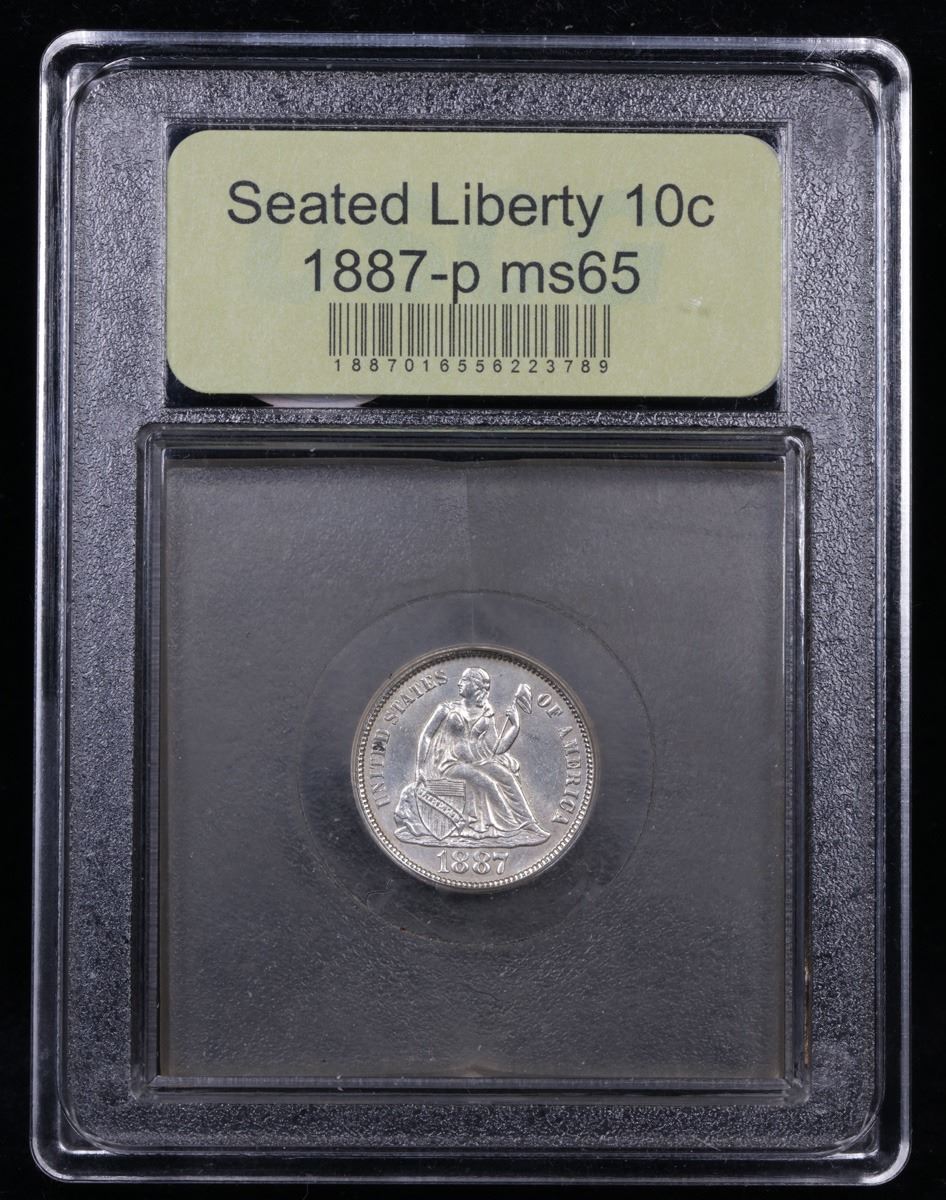 Seated Liberty 10c
1887-p ms65
1887016556223789
UNITED STATES OF AMERICA
LIBERTY
1887